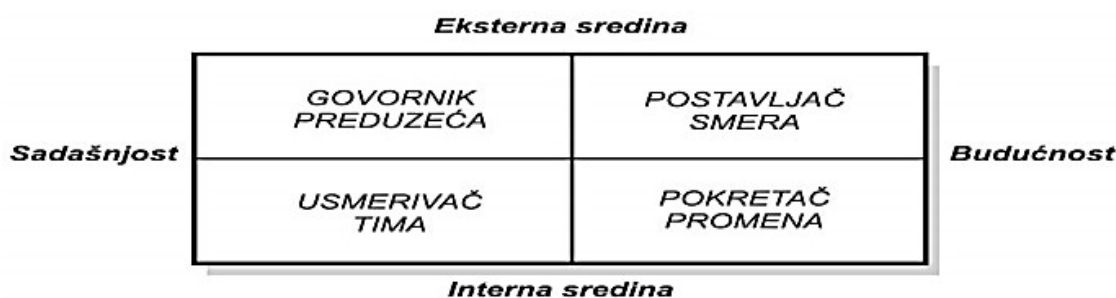 Eksterna sredina
GOVORNIK
PREDUZEĆA
POSTAVLJAČ
SMERA
Sadašnjost
Budućnost
USMERIVAČ
TIMA
POKRETAČ
PROMENA
Interna sredina